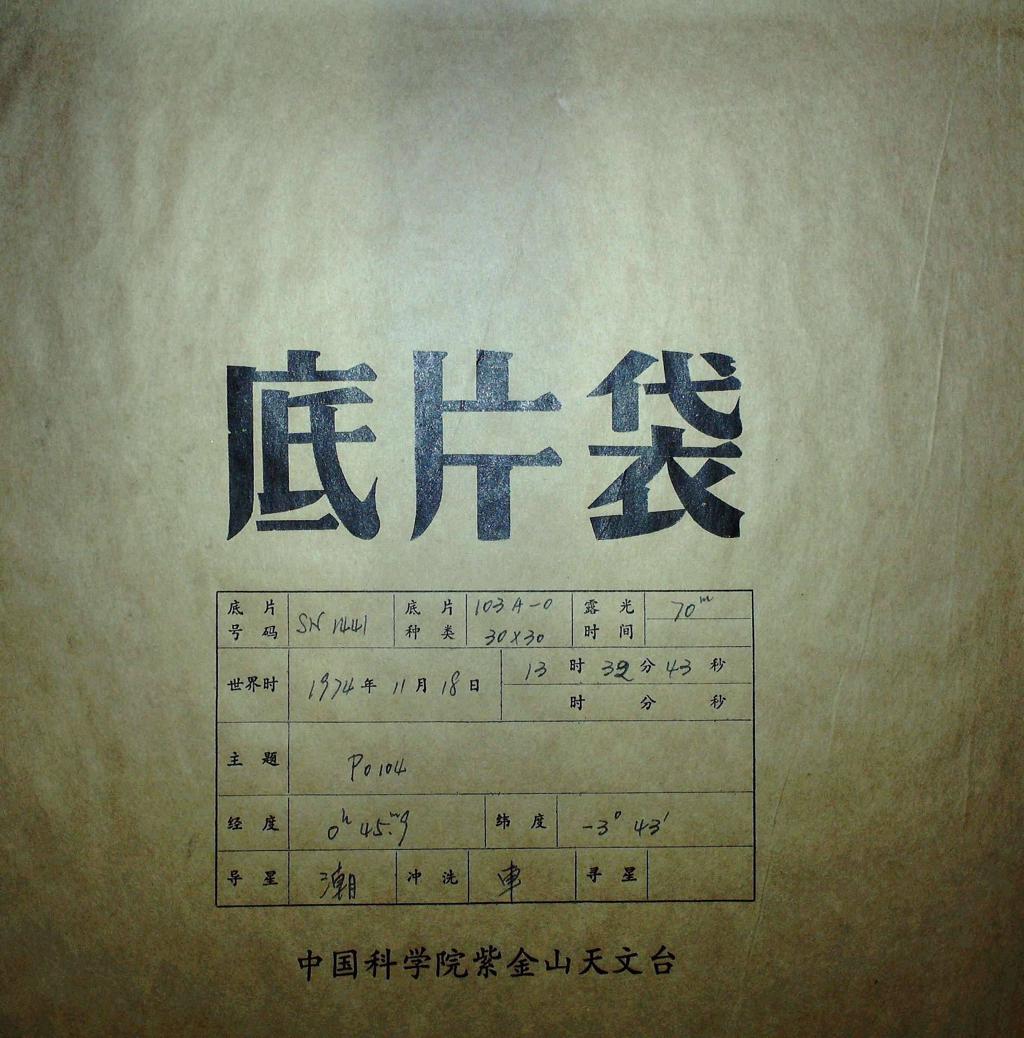 底片袋
底片号码 SN 1441 底片种类 103A-0 30×30 露光时间 70ᵐ
世界时 1974年 11月 18日 13时 32分 43秒
时 分 秒
主题 P0104
经度 0ʰ 45.ᵐ9 纬度 -3° 43′
导星 潮 冲洗 車 寻星
中国科学院紫金山天文台